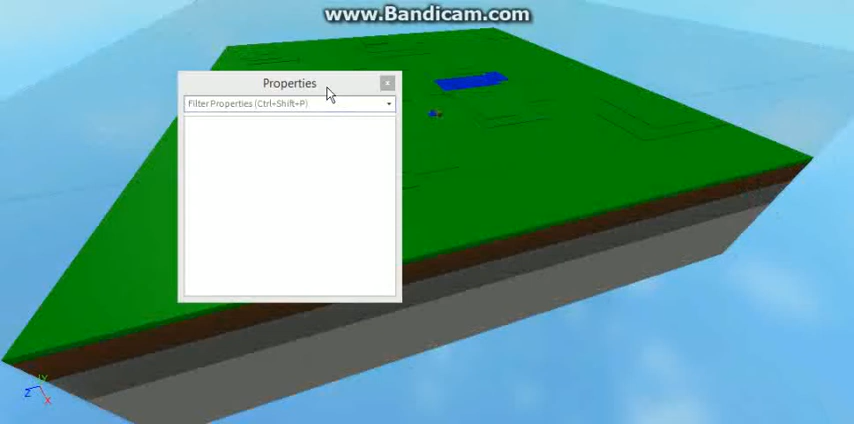 www.Bandicam.com
Properties
x
Filter Properties (Ctrl+Shift+P)
Y
Z
X